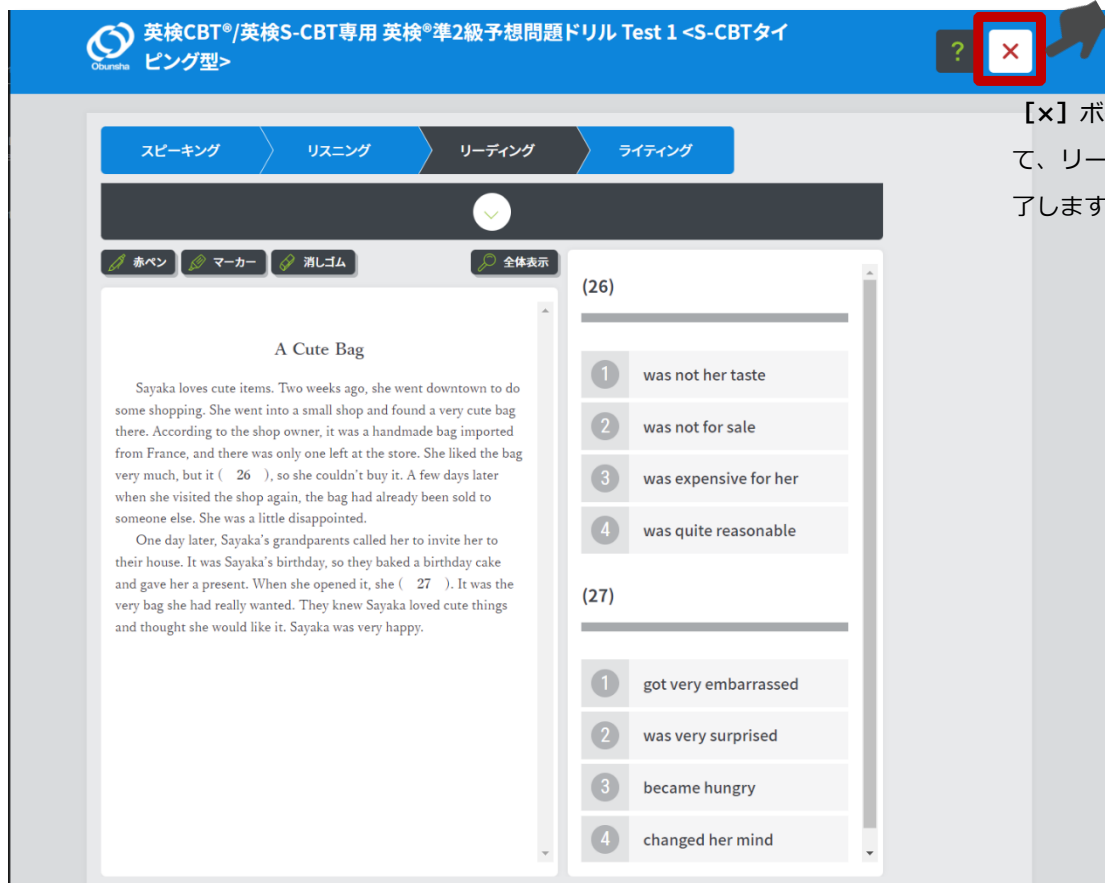 英検CBT®/英検S-CBT専用 英検®準2級予想問題ドリル Test 1 <S-CBTタイ
ピング型>
Obunsha
?
×
[×] ボ
て、リー
了します
スピーキング
リスニング
リーディング
ライティング
赤ペン
マーカー
消しゴム
全体表示
A Cute Bag
Sayaka loves cute items. Two weeks ago, she went downtown to do
some shopping. She went into a small shop and found a very cute bag
there. According to the shop owner, it was a handmade bag imported
from France, and there was only one left at the store. She liked the bag
very much, but it ( 26 ), so she couldn't buy it. A few days later
when she visited the shop again, the bag had already been sold to
someone else. She was a little disappointed.
One day later, Sayaka's grandparents called her to invite her to
their house. It was Sayaka's birthday, so they baked a birthday cake
and gave her a present. When she opened it, she ( 27 ). It was the
very bag she had really wanted. They knew Sayaka loved cute things
and thought she would like it. Sayaka was very happy.
(26)
1 was not her taste
2 was not for sale
3 was expensive for her
4 was quite reasonable
(27)
1 got very embarrassed
2 was very surprised
3 became hungry
4 changed her mind